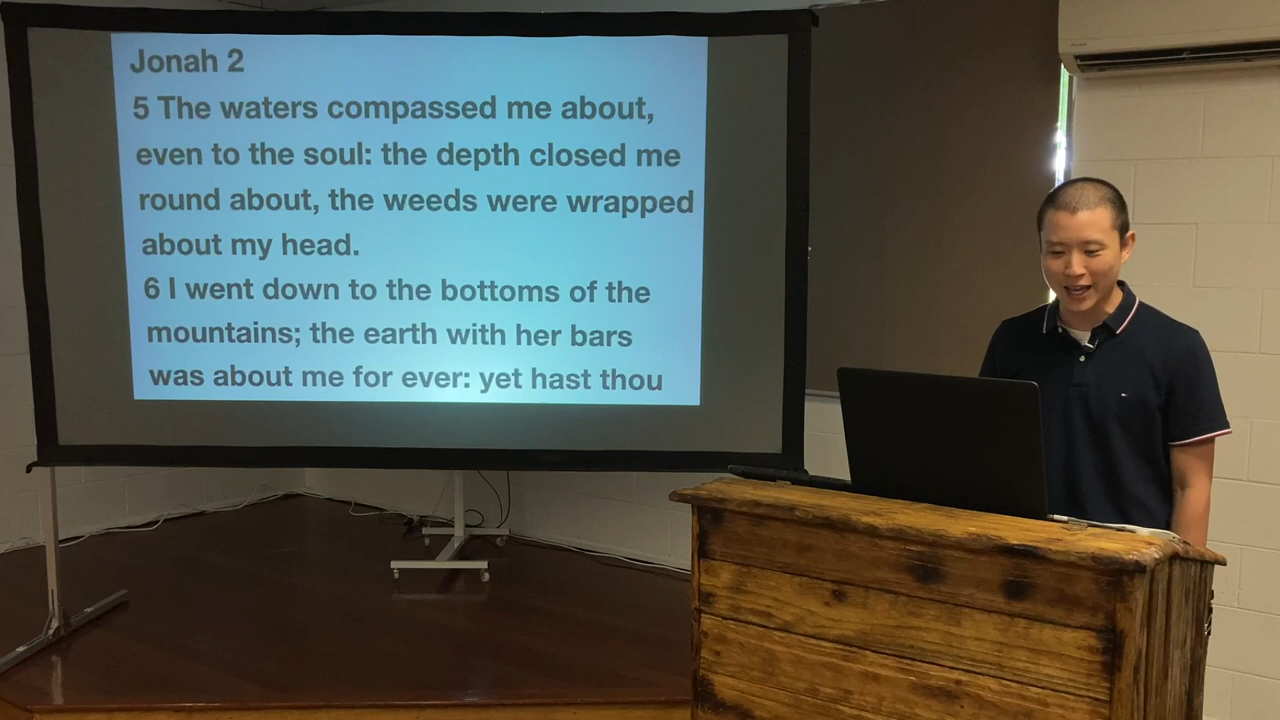 Jonah 2
5 The waters compassed me about,
even to the soul: the depth closed me
round about, the weeds were wrapped
about my head.
6 I went down to the bottoms of the
mountains; the earth with her bars
was about me for ever: yet hast thou